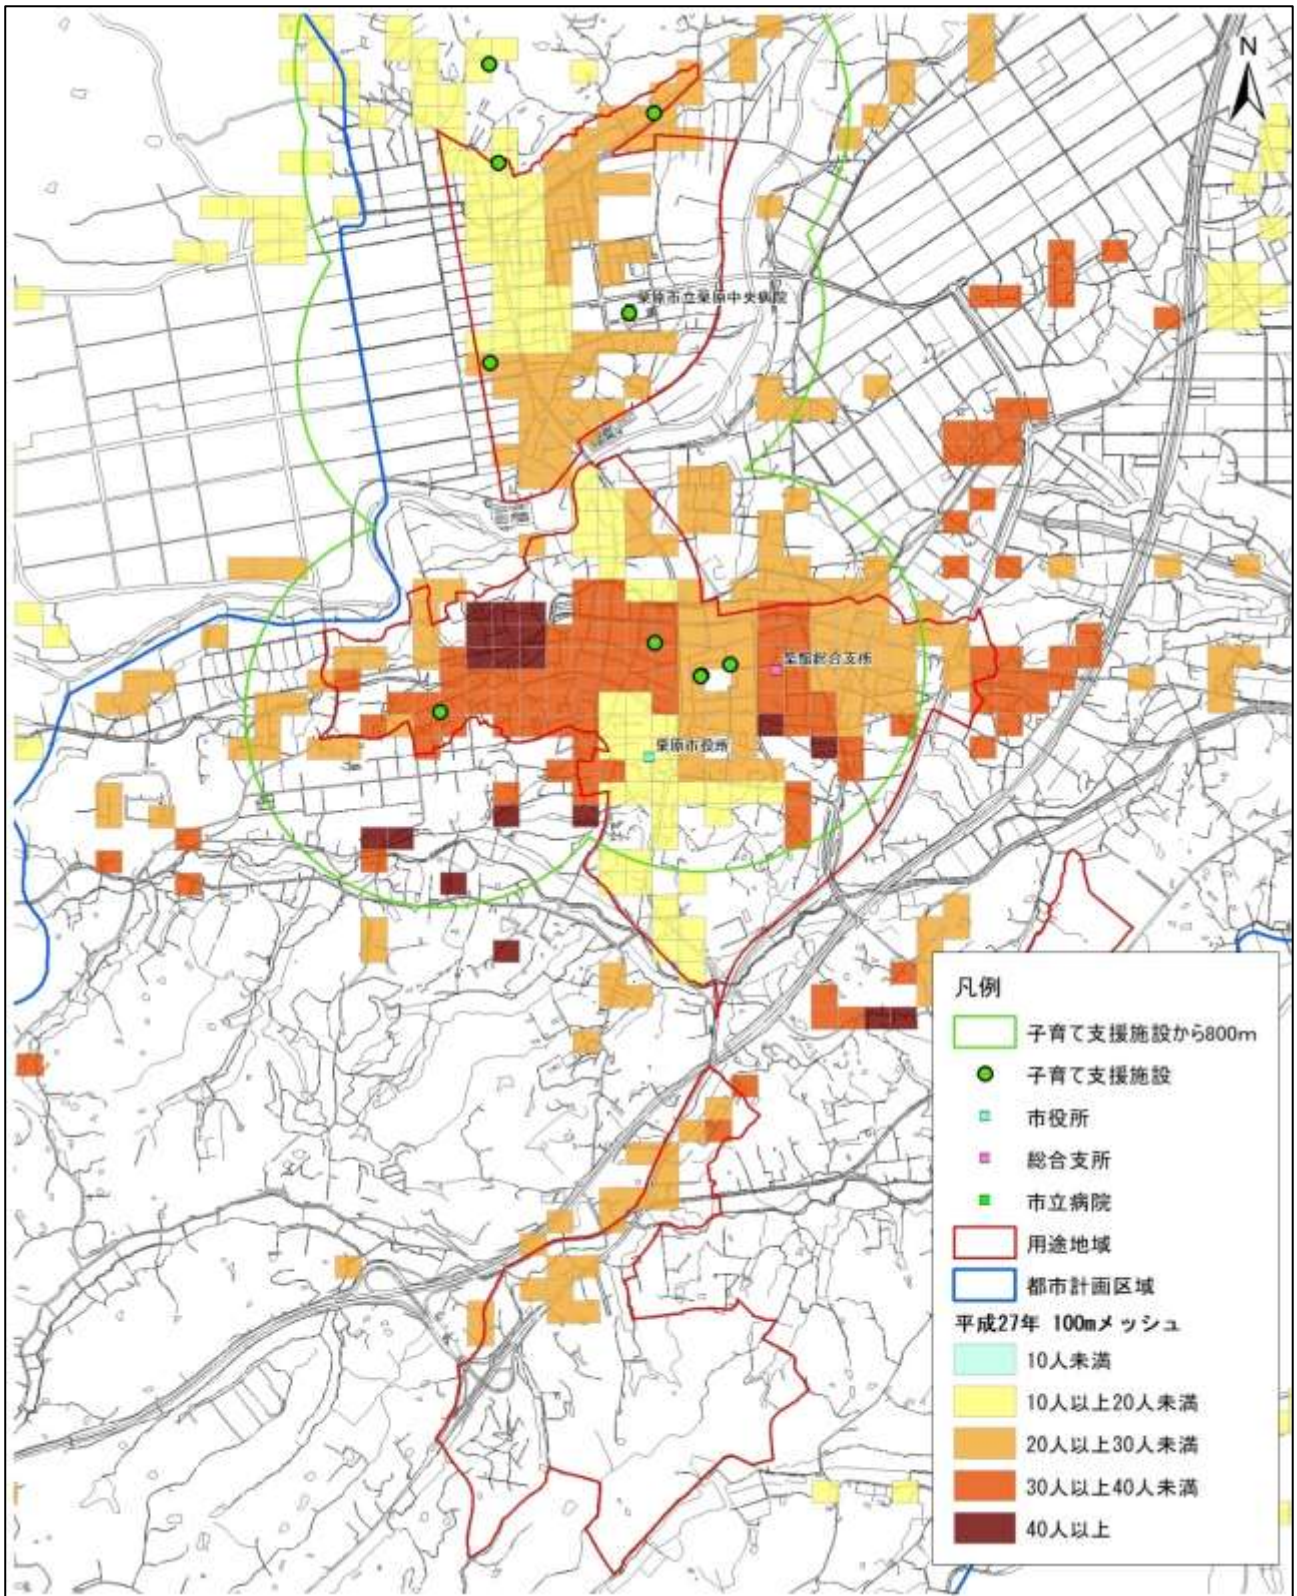 N
栗原市立栗原中央病院
築館総合支所
栗原市役所
凡例
子育て支援施設から800m
子育て支援施設
市役所
総合支所
市立病院
用途地域
都市計画区域
平成27年 100mメッシュ
10人未満
10人以上20人未満
20人以上30人未満
30人以上40人未満
40人以上